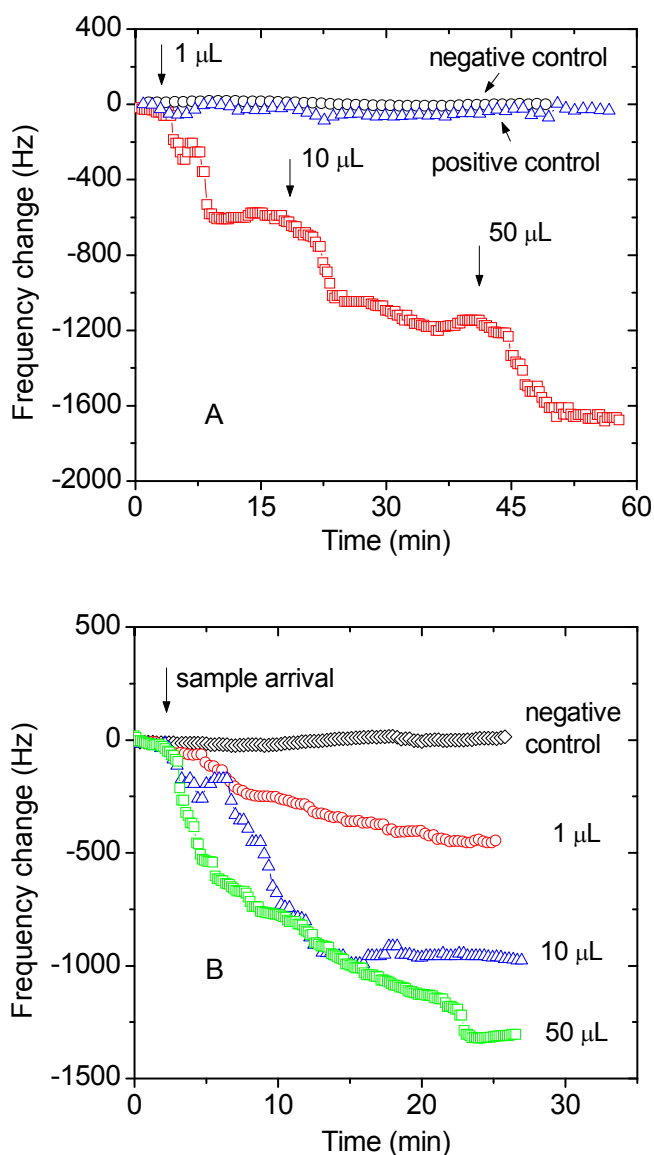 400
0
-400
-800
-1200
-1600
-2000
Frequency change (Hz)
1 μL
10 μL
50 μL
negative control
positive control
A
0
15
30
45
60
Time (min)
500
0
-500
-1000
-1500
Frequency change (Hz)
sample arrival
negative
control
1 μL
10 μL
50 μL
B
0
10
20
30
Time (min)